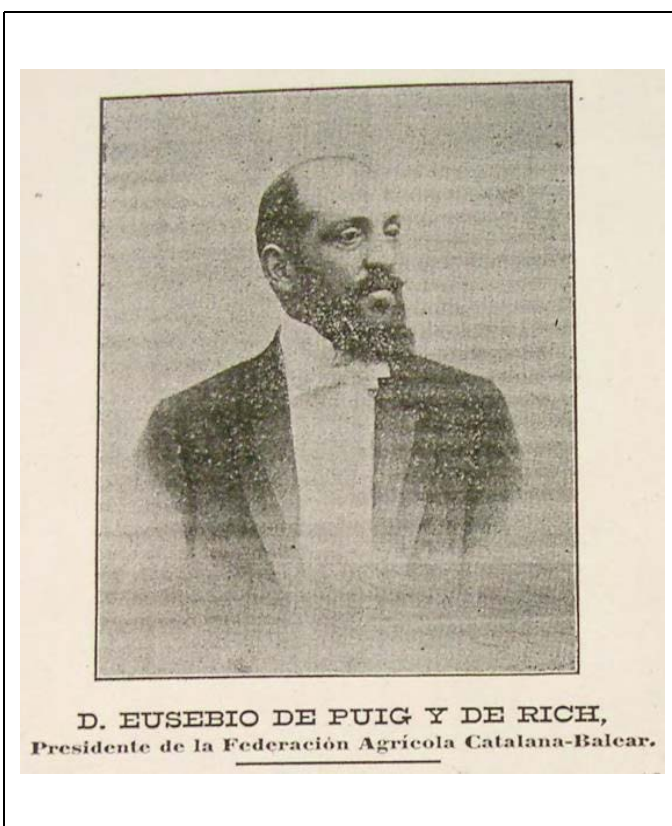 D. EUSEBIO DE PUIG Y DE RICH,
Presidente de la Federación Agrícola Catalana-Balear.